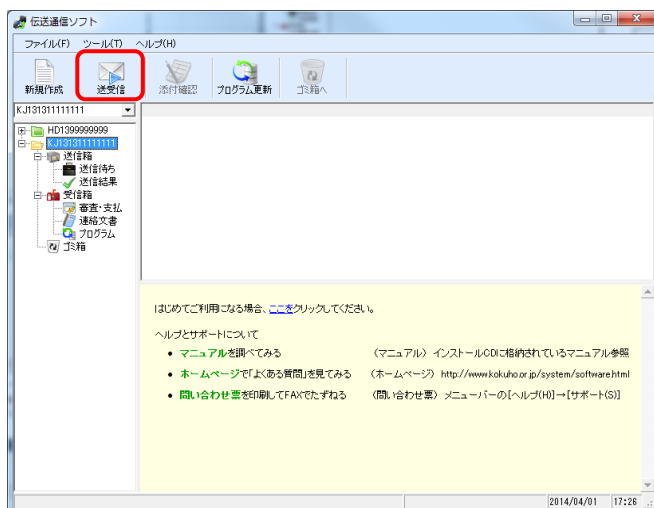 伝送通信ソフト
ファイル(F) ツール(T) ヘルプ(H)
新規作成 送受信 添付確認 プログラム更新 ゴミ箱へ
KJ131311111111
HD1399999999
KJ131311111111
送信箱
送信待ち
送信結果
受信箱
審査・支払
連絡文書
プログラム
ゴミ箱
はじめてご利用になる場合、ここをクリックしてください。
ヘルプとサポートについて
• マニュアルを調べてみる (マニュアル) インストールCDに格納されているマニュアル参照
• ホームページで「よくある質問」を見てみる (ホームページ) http://www.kokuho.or.jp/system/software.html
• 問い合わせ票を印刷してFAXでたずねる (問い合わせ票) メニューバーの[ヘルプ(H)]→[サポート(S)]
2014/04/01 17:26